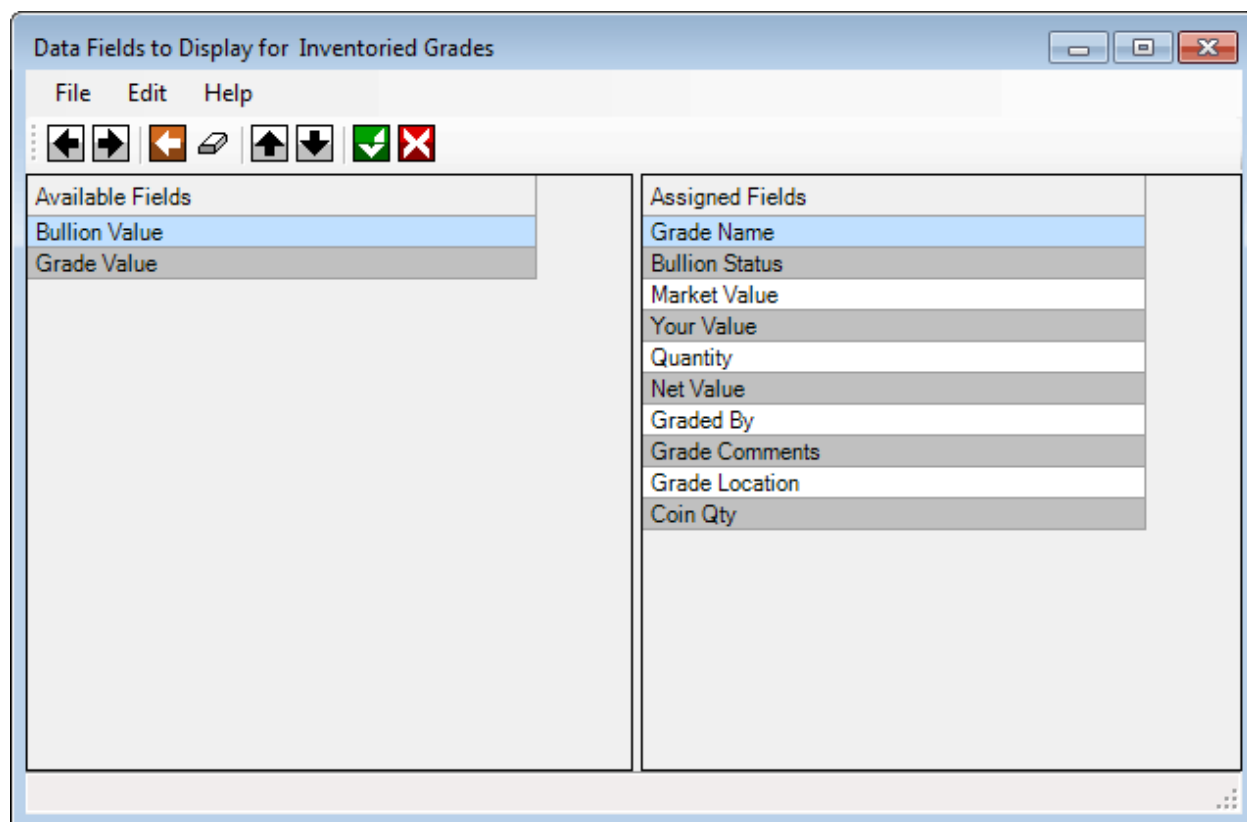 Data Fields to Display for Inventoried Grades
File Edit Help
Available Fields
Bullion Value
Grade Value
Assigned Fields
Grade Name
Bullion Status
Market Value
Your Value
Quantity
Net Value
Graded By
Grade Comments
Grade Location
Coin Qty